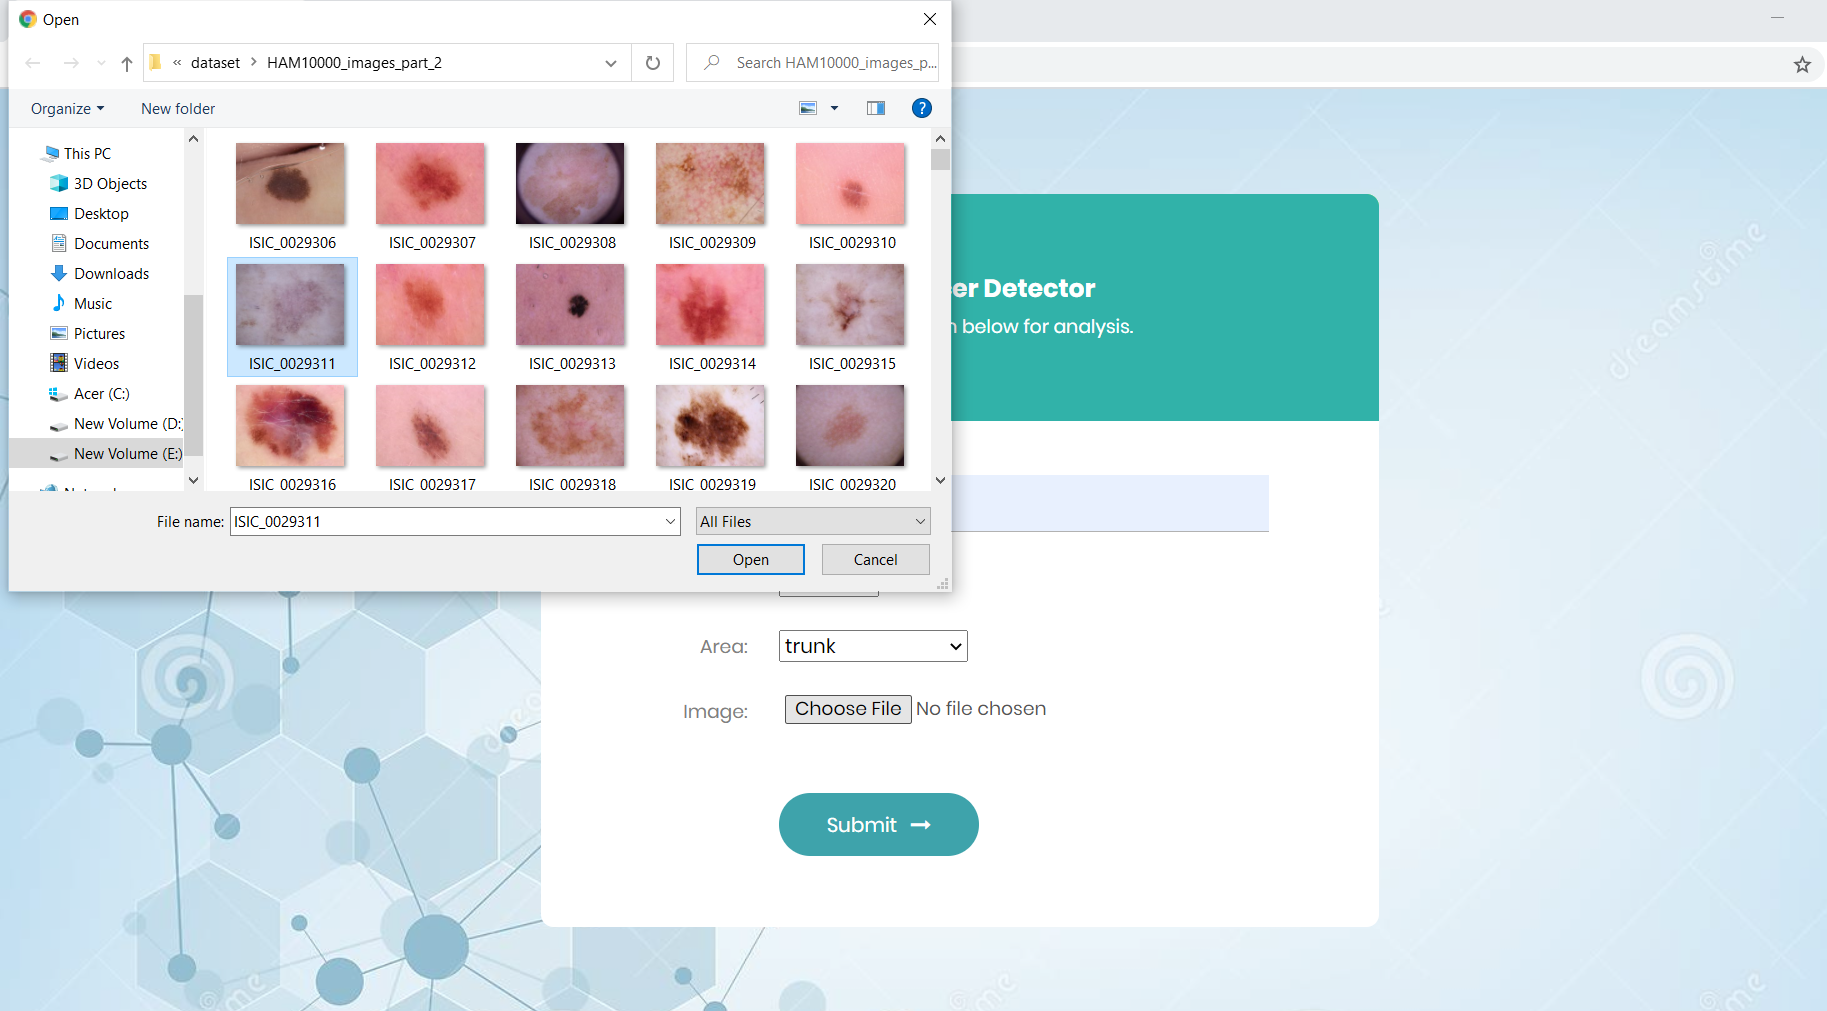 Open
« dataset > HAM10000_images_part_2
Search HAM10000_images_p...
Organize
New folder
?
This PC
3D Objects
Desktop
Documents
Downloads
Music
Pictures
Videos
Acer (C:)
New Volume (D:)
New Volume (E:)
ISIC_0029306
ISIC_0029307
ISIC_0029308
ISIC_0029309
ISIC_0029310
ISIC_0029311
ISIC_0029312
ISIC_0029313
ISIC_0029314
ISIC_0029315
ISIC_0029316
ISIC_0029317
ISIC_0029318
ISIC_0029319
ISIC_0029320
File name: ISIC_0029311
All Files
Open
Cancel
er Detector
below for analysis.
Area: trunk
Image: Choose File No file chosen
Submit
dreamstime